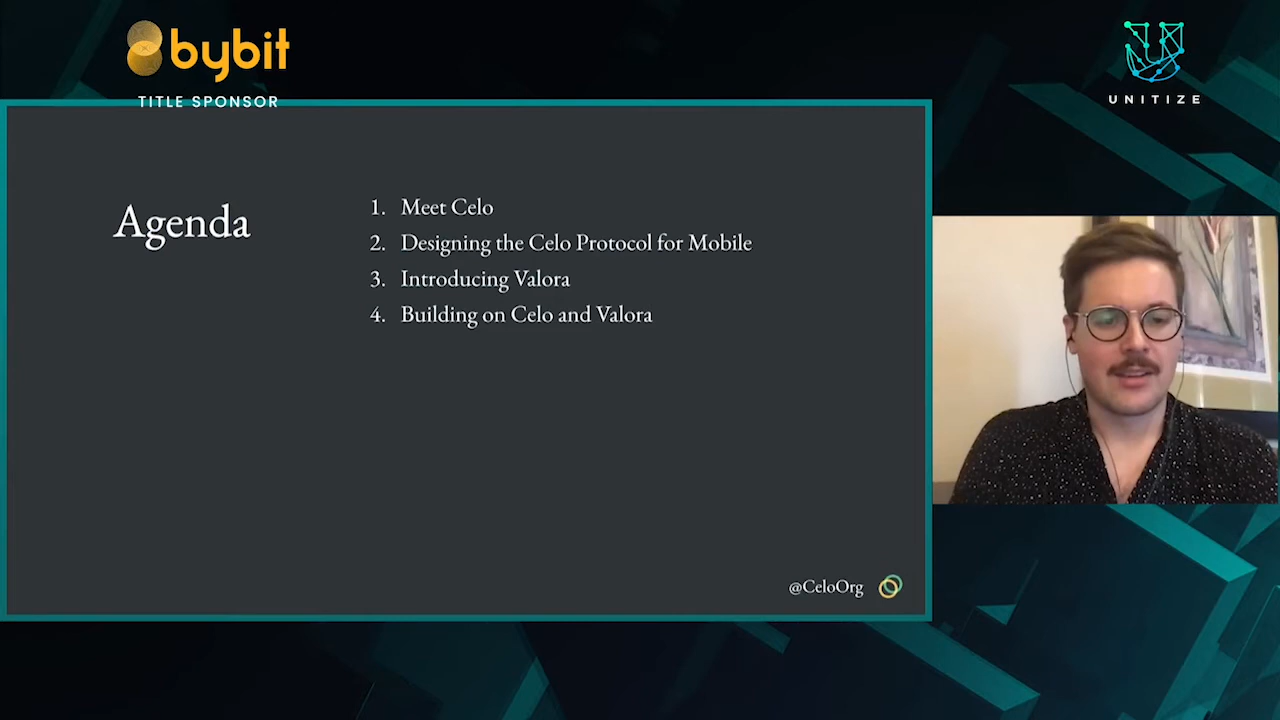 bybit
TITLE SPONSOR
UNITIZE
Agenda
1. Meet Celo
2. Designing the Celo Protocol for Mobile
3. Introducing Valora
4. Building on Celo and Valora
@CeloOrg